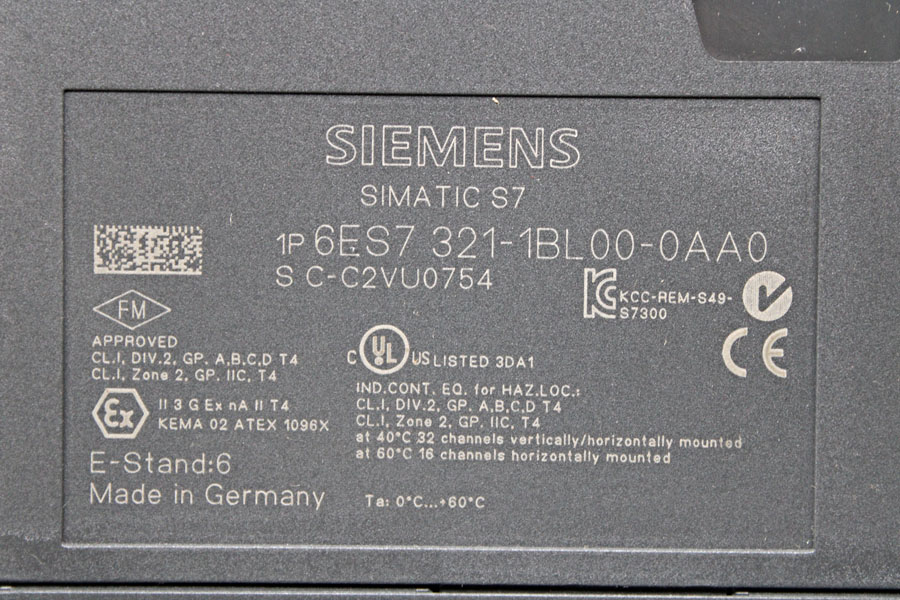 SIEMENS
SIMATIC S7
1P 6ES7 321-1BL00-0AA0
S C-C2VU0754
KCC-REM-S49-
S7300
FM
APPROVED
CL.I, DIV.2, GP. A,B,C,D T4
CL.I, Zone 2, GP. IIC, T4
Ex
II 3 G Ex nA II T4
KEMA 02 ATEX 1096X
E-Stand:6
Made in Germany
C UL US LISTED 3DA1
CE
IND.CONT. EQ. for HAZ.LOC.:
CL.I, DIV.2, GP. A,B,C,D T4
CL.I, Zone 2, GP. IIC, T4
at 40°C 32 channels vertically/horizontally mounted
at 60°C 16 channels horizontally mounted
Ta: 0°C...+60°C